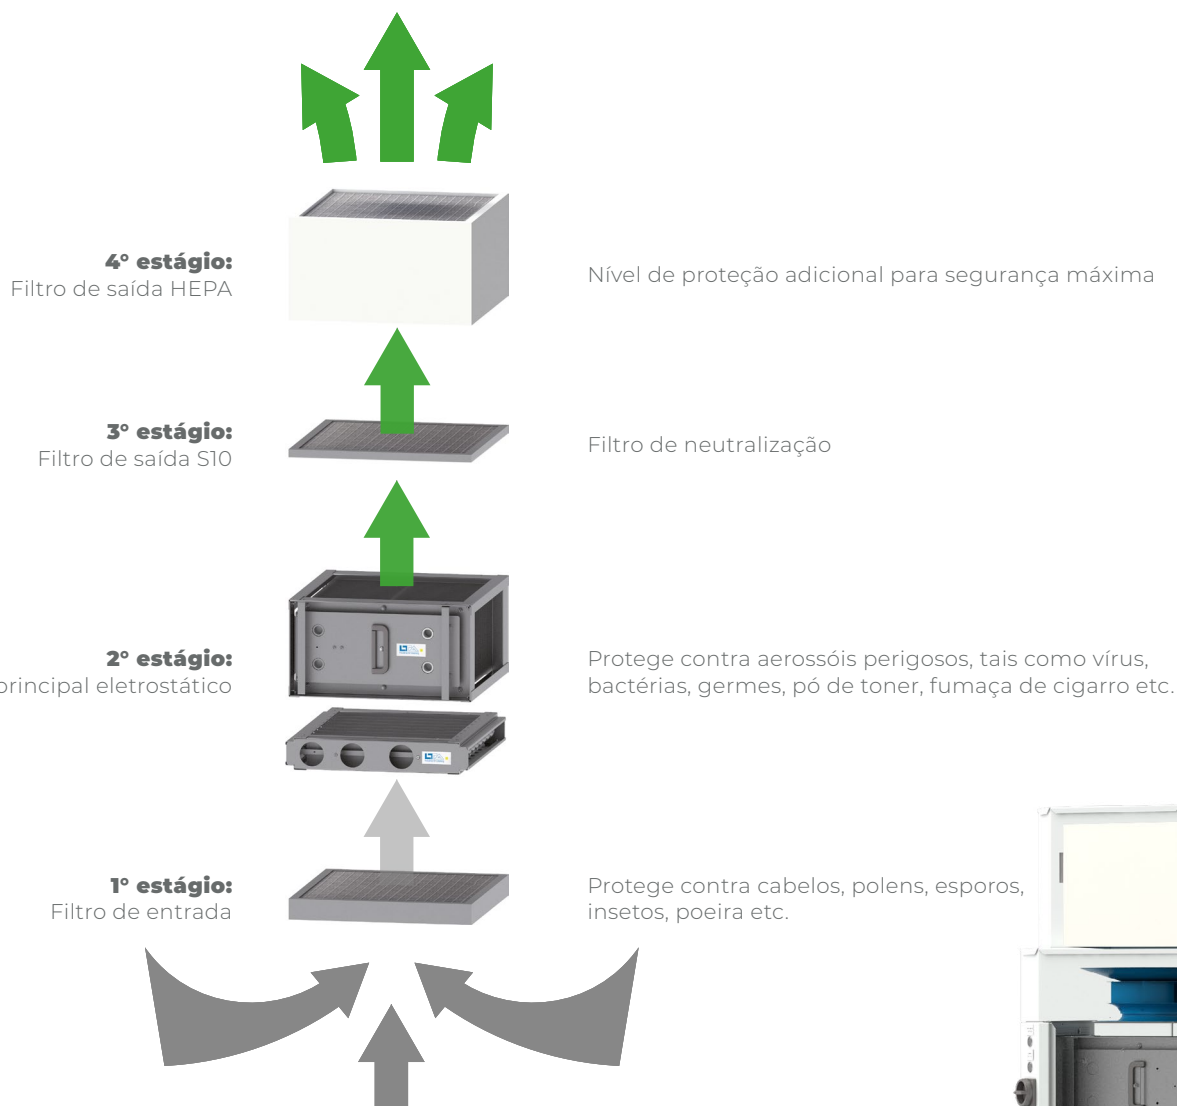 4º estágio:
Filtro de saída HEPA
Nível de proteção adicional para segurança máxima
3º estágio:
Filtro de saída S10
Filtro de neutralização
2º estágio:
principal eletrostático
Protege contra aerossóis perigosos, tais como vírus,
bactérias, germes, pó de toner, fumaça de cigarro etc.
1º estágio:
Filtro de entrada
Protege contra cabelos, polens, esporos,
insetos, poeira etc.